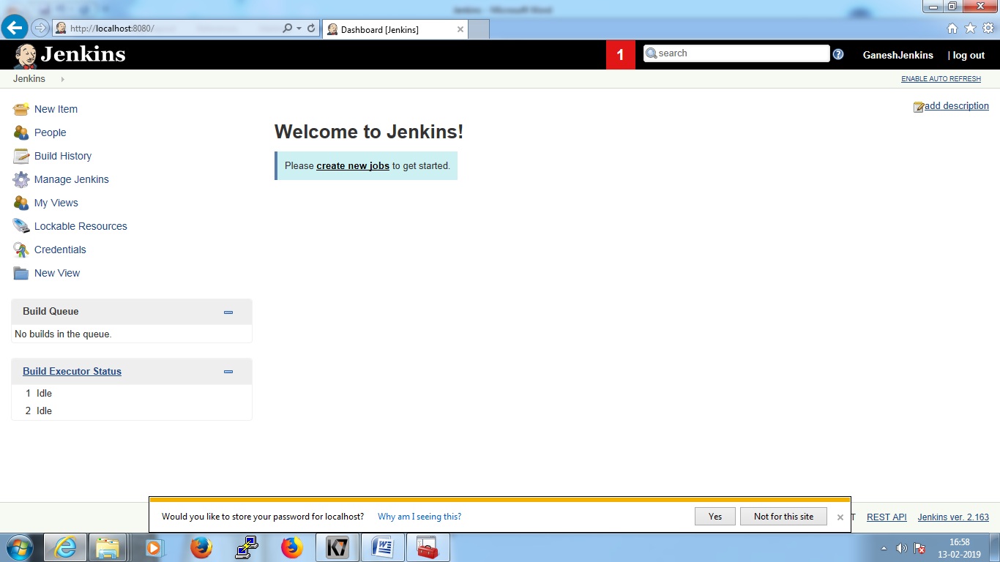 Jenkins - Microsoft Word
http://localhost:8080/
Dashboard [Jenkins]
Jenkins
1
search
GaneshJenkins
| log out
Jenkins
ENABLE AUTO REFRESH
New Item
People
Build History
Manage Jenkins
My Views
Lockable Resources
Credentials
New View
add description
Welcome to Jenkins!
Please create new jobs to get started.
Build Queue
No builds in the queue.
Build Executor Status
1 Idle
2 Idle
Would you like to store your password for localhost? Why am I seeing this?
Yes
Not for this site
T
REST API
Jenkins ver. 2.163
K7
W
16:58
13-02-2019